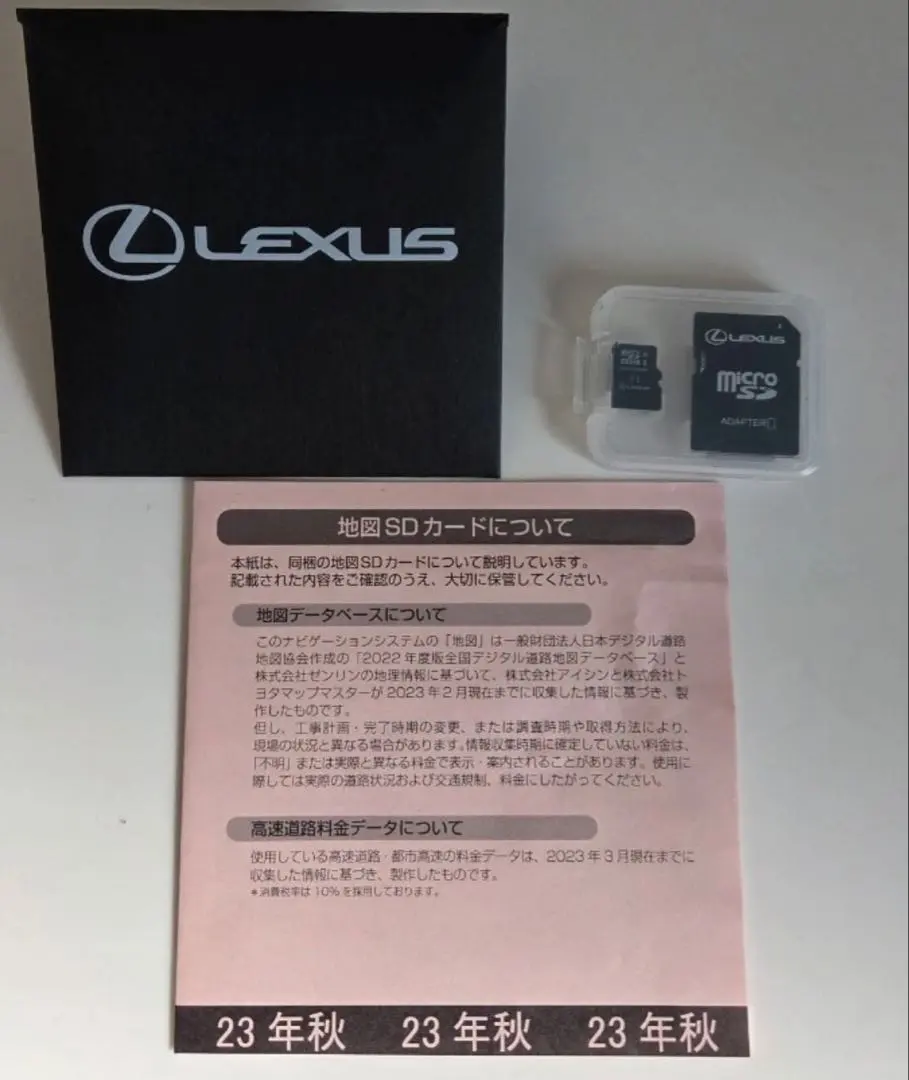 LEXUS
LEXUS
micro
SD
ADAPTER
地図SDカードについて
本紙は、同梱の地図SDカードについて説明しています。
記載された内容をご確認のうえ、大切に保管してください。
地図データベースについて
このナビゲーションシステムの「地図」は一般財団法人日本デジタル道路
地図協会作成の「2022年度版全国デジタル道路地図データベース」と
株式会社ゼンリンの地理情報に基づいて、株式会社アイシンと株式会社ト
ヨタマップマスターが2023年2月現在までに収集した情報に基づき、製
作したものです。
但し、工事計画・完了時期の変更、または調査時期や取得方法により、
現場の状況と異なる場合があります。情報収集時期に確定していない料金は、
「不明」または実際と異なる料金で表示・案内されることがあります。使用に
際しては実際の道路状況および交通規制、料金にしたがってください。
高速道路料金データについて
使用している高速道路・都市高速の料金データは、2023年3月現在までに
収集した情報に基づき、製作したものです。
*消費税率は10%を採用しております。
23年秋 23年秋 23年秋